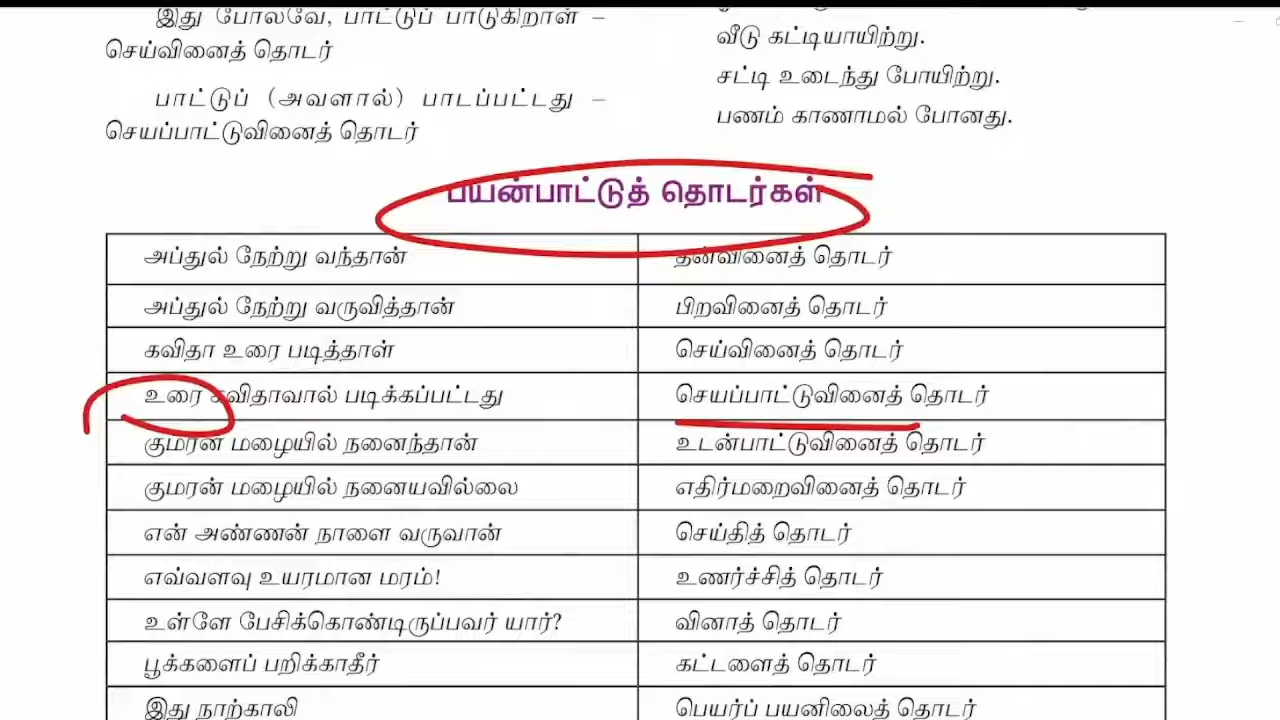 இது போலவே, பாட்டுப் பாடுகிறாள் –
செய்வினைத் தொடர்
பாட்டுப் (அவளால்) பாடப்பட்டது –
செயப்பாட்டுவினைத் தொடர்
வீடு கட்டியாயிற்று.
சட்டி உடைந்து போயிற்று.
பணம் காணாமல் போனது.
பயன்பாட்டுத் தொடர்கள்
அப்துல் நேற்று வந்தான் தன்வினைத் தொடர்
அப்துல் நேற்று வருவித்தான் பிறவினைத் தொடர்
கவிதா உரை படித்தாள் செய்வினைத் தொடர்
உரை கவிதாவால் படிக்கப்பட்டது செயப்பாட்டுவினைத் தொடர்
குமரன் மழையில் நனைந்தான் உடன்பாட்டுவினைத் தொடர்
குமரன் மழையில் நனையவில்லை எதிர்மறைவினைத் தொடர்
என் அண்ணன் நாளை வருவான் செய்தித் தொடர்
எவ்வளவு உயரமான மரம்! உணர்ச்சித் தொடர்
உள்ளே பேசிக்கொண்டிருப்பவர் யார்? வினாத் தொடர்
பூக்களைப் பறிக்காதீர் கட்டளைத் தொடர்
இது நாற்காலி பெயர்ப் பயனிலைத் தொடர்